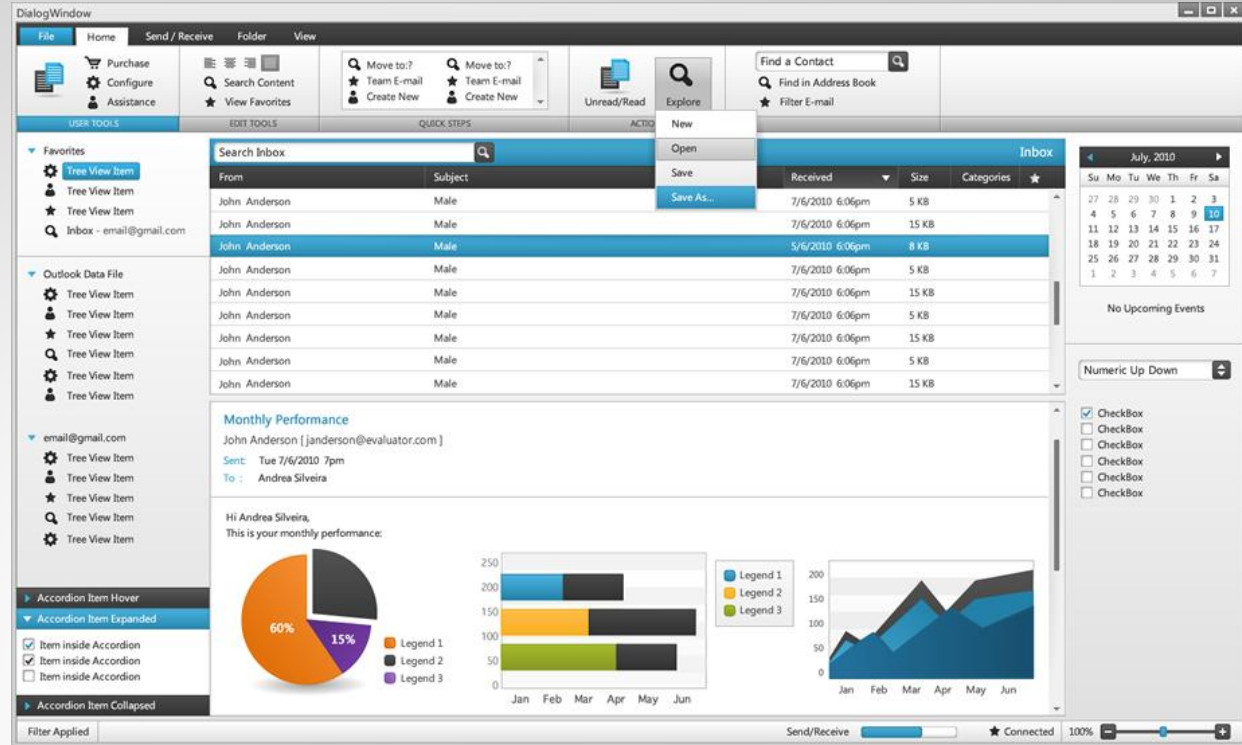 DialogWindow
File Home Send / Receive Folder View
Purchase
Configure
Assistance
USER TOOLS
Search Content
View Favorites
EDIT TOOLS
Move to:? Move to:?
Team E-mail Team E-mail
Create New Create New
QUICK STEPS
Unread/Read Explore
ACTIO
Find a Contact
Find in Address Book
Filter E-mail
New
Open
Save
Save As...
Favorites
Tree View Item
Tree View Item
Tree View Item
Inbox - email@gmail.com
Outlook Data File
Tree View Item
Tree View Item
Tree View Item
Tree View Item
Tree View Item
Tree View Item
email@gmail.com
Tree View Item
Tree View Item
Tree View Item
Tree View Item
Tree View Item
Accordion Item Hover
Accordion Item Expanded
Item inside Accordion
Item inside Accordion
Item inside Accordion
Accordion Item Collapsed
Search Inbox Inbox
From Subject Received Size Categories
John Anderson Male 7/6/2010 6:06pm 5 KB
John Anderson Male 7/6/2010 6:06pm 15 KB
John Anderson Male 5/6/2010 6:06pm 8 KB
John Anderson Male 7/6/2010 6:06pm 5 KB
John Anderson Male 7/6/2010 6:06pm 15 KB
John Anderson Male 7/6/2010 6:06pm 5 KB
John Anderson Male 7/6/2010 6:06pm 15 KB
John Anderson Male 7/6/2010 6:06pm 5 KB
John Anderson Male 7/6/2010 6:06pm 15 KB
Monthly Performance
John Anderson [ janderson@evaluator.com ]
Sent: Tue 7/6/2010 7pm
To : Andrea Silveira
Hi Andrea Silveira,
This is your monthly performance:
60%
15%
Legend 1
Legend 2
Legend 3
250
200
150
100
50
0
Jan Feb Mar Apr May Jun
Legend 1
Legend 2
Legend 3
200
150
100
50
0
Jan Feb Mar Apr May Jun
July, 2010
Su Mo Tu We Th Fr Sa
27 28 29 30 1 2 3
4 5 6 7 8 9 10
11 12 13 14 15 16 17
18 19 20 21 22 23 24
25 26 27 28 29 30 31
1 2 3 4 5 6 7
No Upcoming Events
Numeric Up Down
CheckBox
CheckBox
CheckBox
CheckBox
CheckBox
CheckBox
Filter Applied Send/Receive Connected 100%